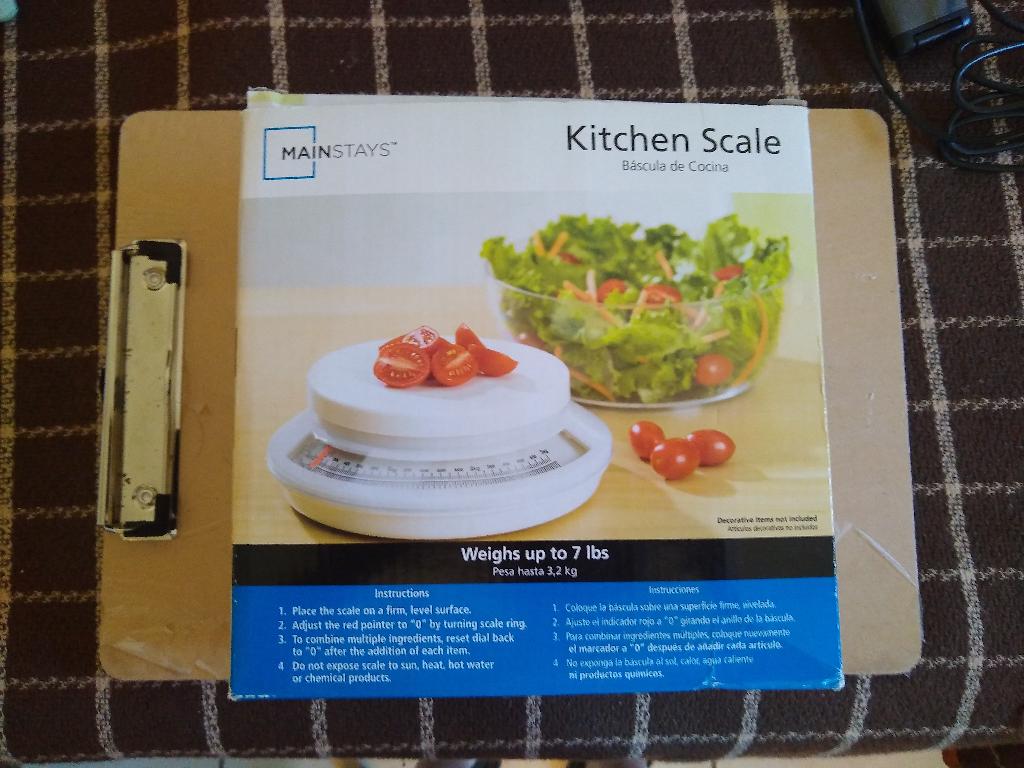 MAINSTAYS™
Kitchen Scale
Báscula de Cocina
Decorative items not included
Artículos decorativos no incluidos
Weighs up to 7 lbs
Pesa hasta 3,2 kg
Instructions
1. Place the scale on a firm, level surface.
2. Adjust the red pointer to "0" by turning scale ring.
3. To combine multiple ingredients, reset dial back
to "0" after the addition of each item.
4 Do not expose scale to sun, heat, hot water
or chemical products.
Instrucciones
1. Coloque la báscula sobre una superficie firme, nivelada.
2. Ajuste el indicador rojo a "0" girando el anillo de la báscula.
3. Para combinar ingredientes múltiples, coloque nuevamente
el marcador a "0" después de añadir cada artículo.
4 No exponga la báscula al sol, calor, agua caliente
ni productos químicos.